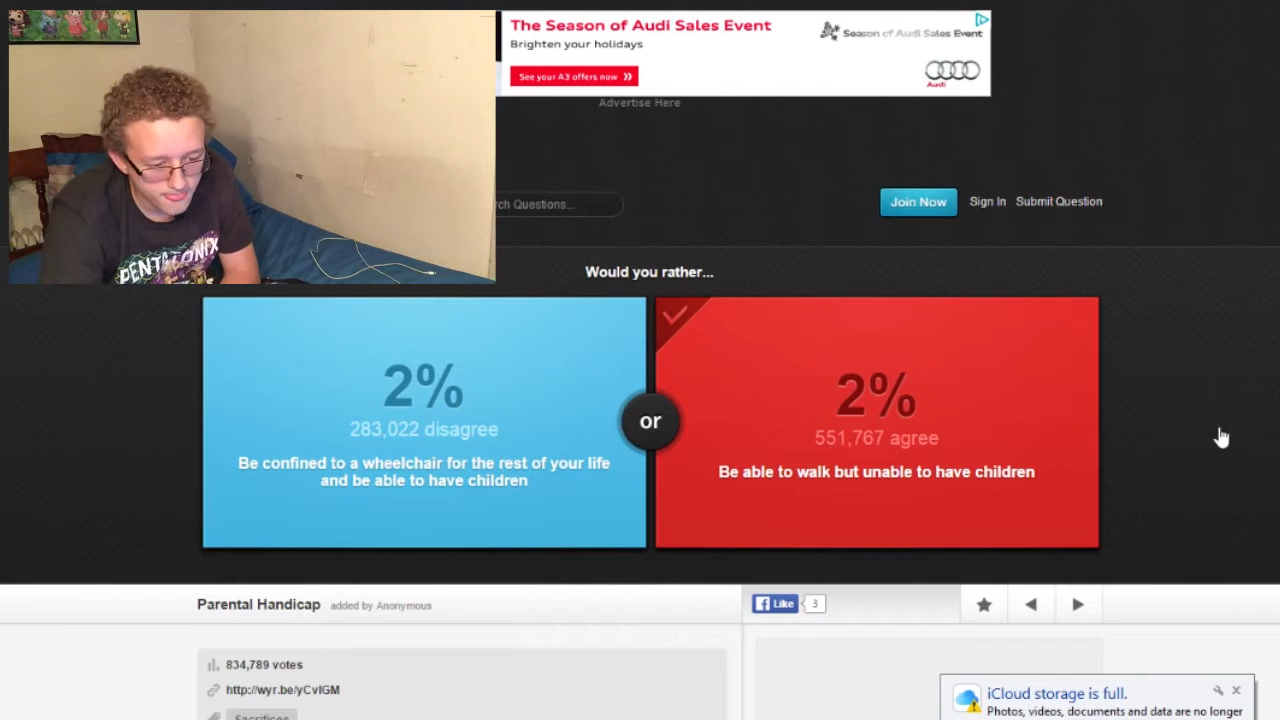 The Season of Audi Sales Event
Brighten your holidays
See your A3 offers now
Season of Audi Sales Event
Audi
Advertise Here
PENTAKONIX
rch Questions...
Join Now
Sign In
Submit Question
Would you rather...
2%
283,022 disagree
Be confined to a wheelchair for the rest of your life
and be able to have children
or
2%
551,767 agree
Be able to walk but unable to have children
Parental Handicap
added by Anonymous
Like
3
834,789 votes
http://wyr.be/yCvIGM
Sacrifices
iCloud storage is full.
Photos, videos, documents and data are no longer